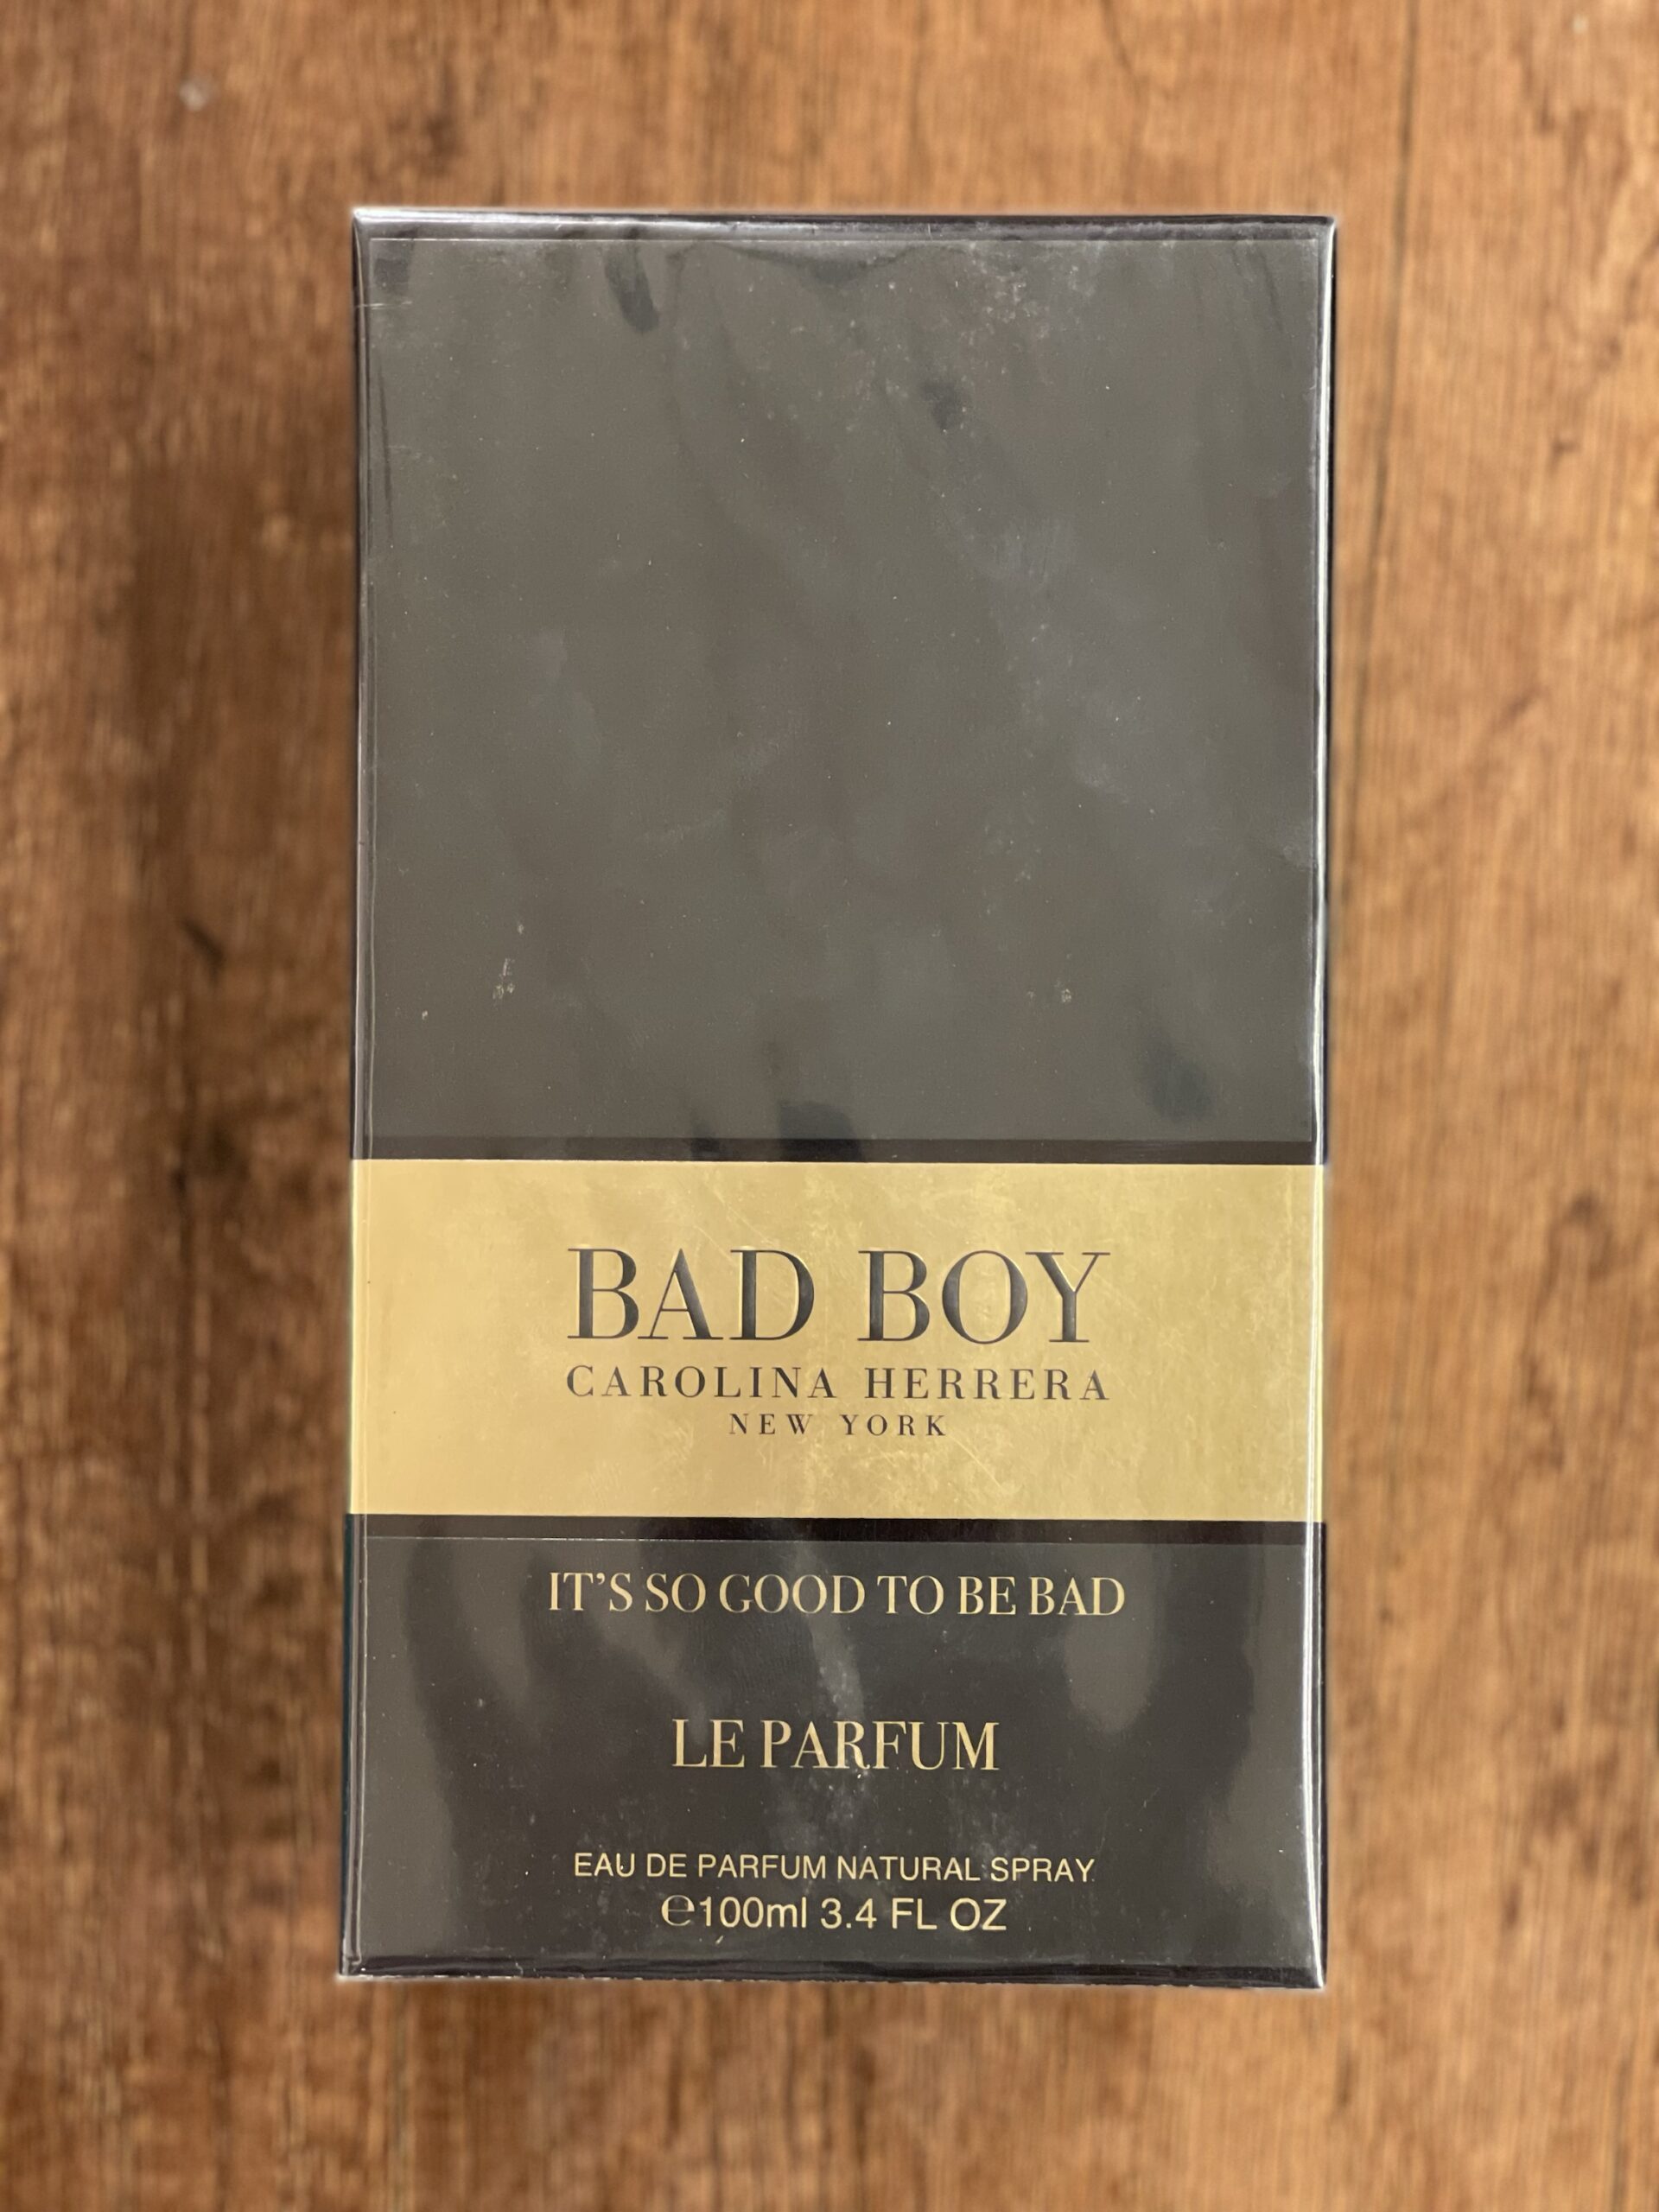 BAD BOY
CAROLINA HERRERA
NEW YORK
IT'S SO GOOD TO BE BAD
LE PARFUM
EAU DE PARFUM NATURAL SPRAY
℮100ml 3.4 FL OZ